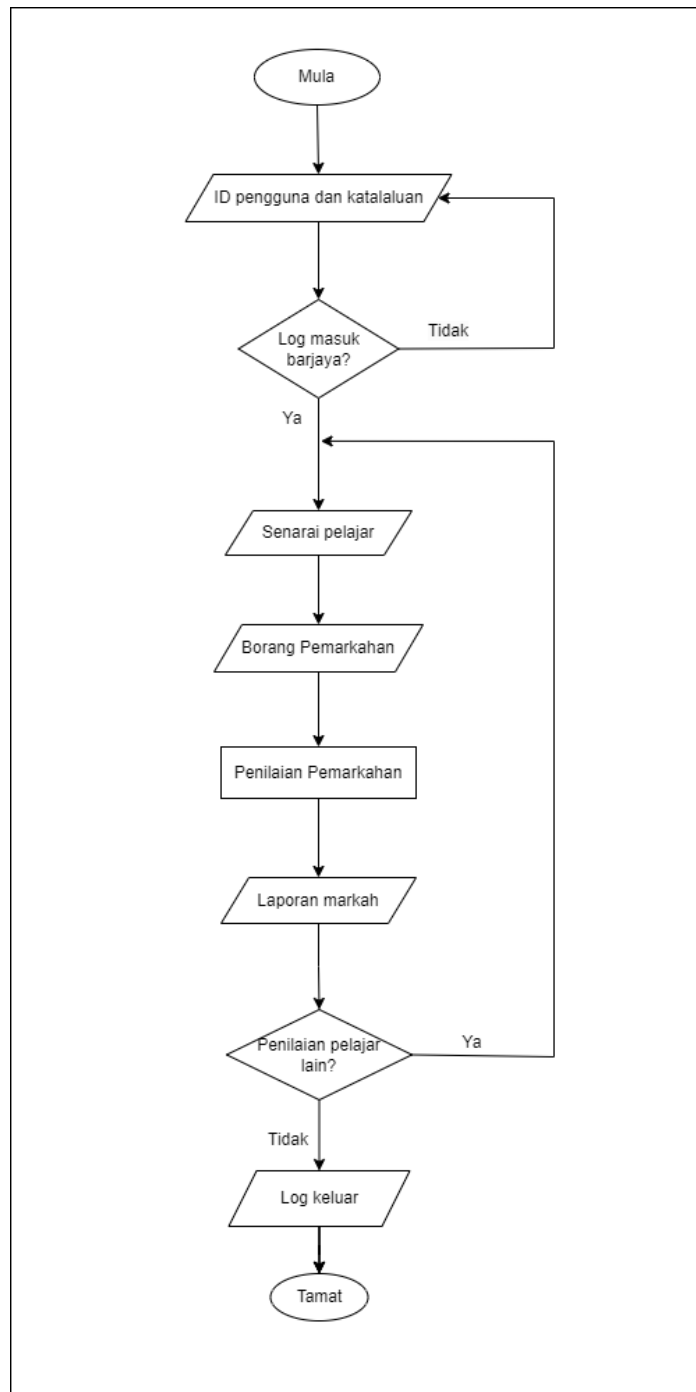 Mula
ID pengguna dan katalaluan
Log masuk
barjaya?
Tidak
Ya
Senarai pelajar
Borang Pemarkahan
Penilaian Pemarkahan
Laporan markah
Penilaian pelajar
lain?
Ya
Tidak
Log keluar
Tamat